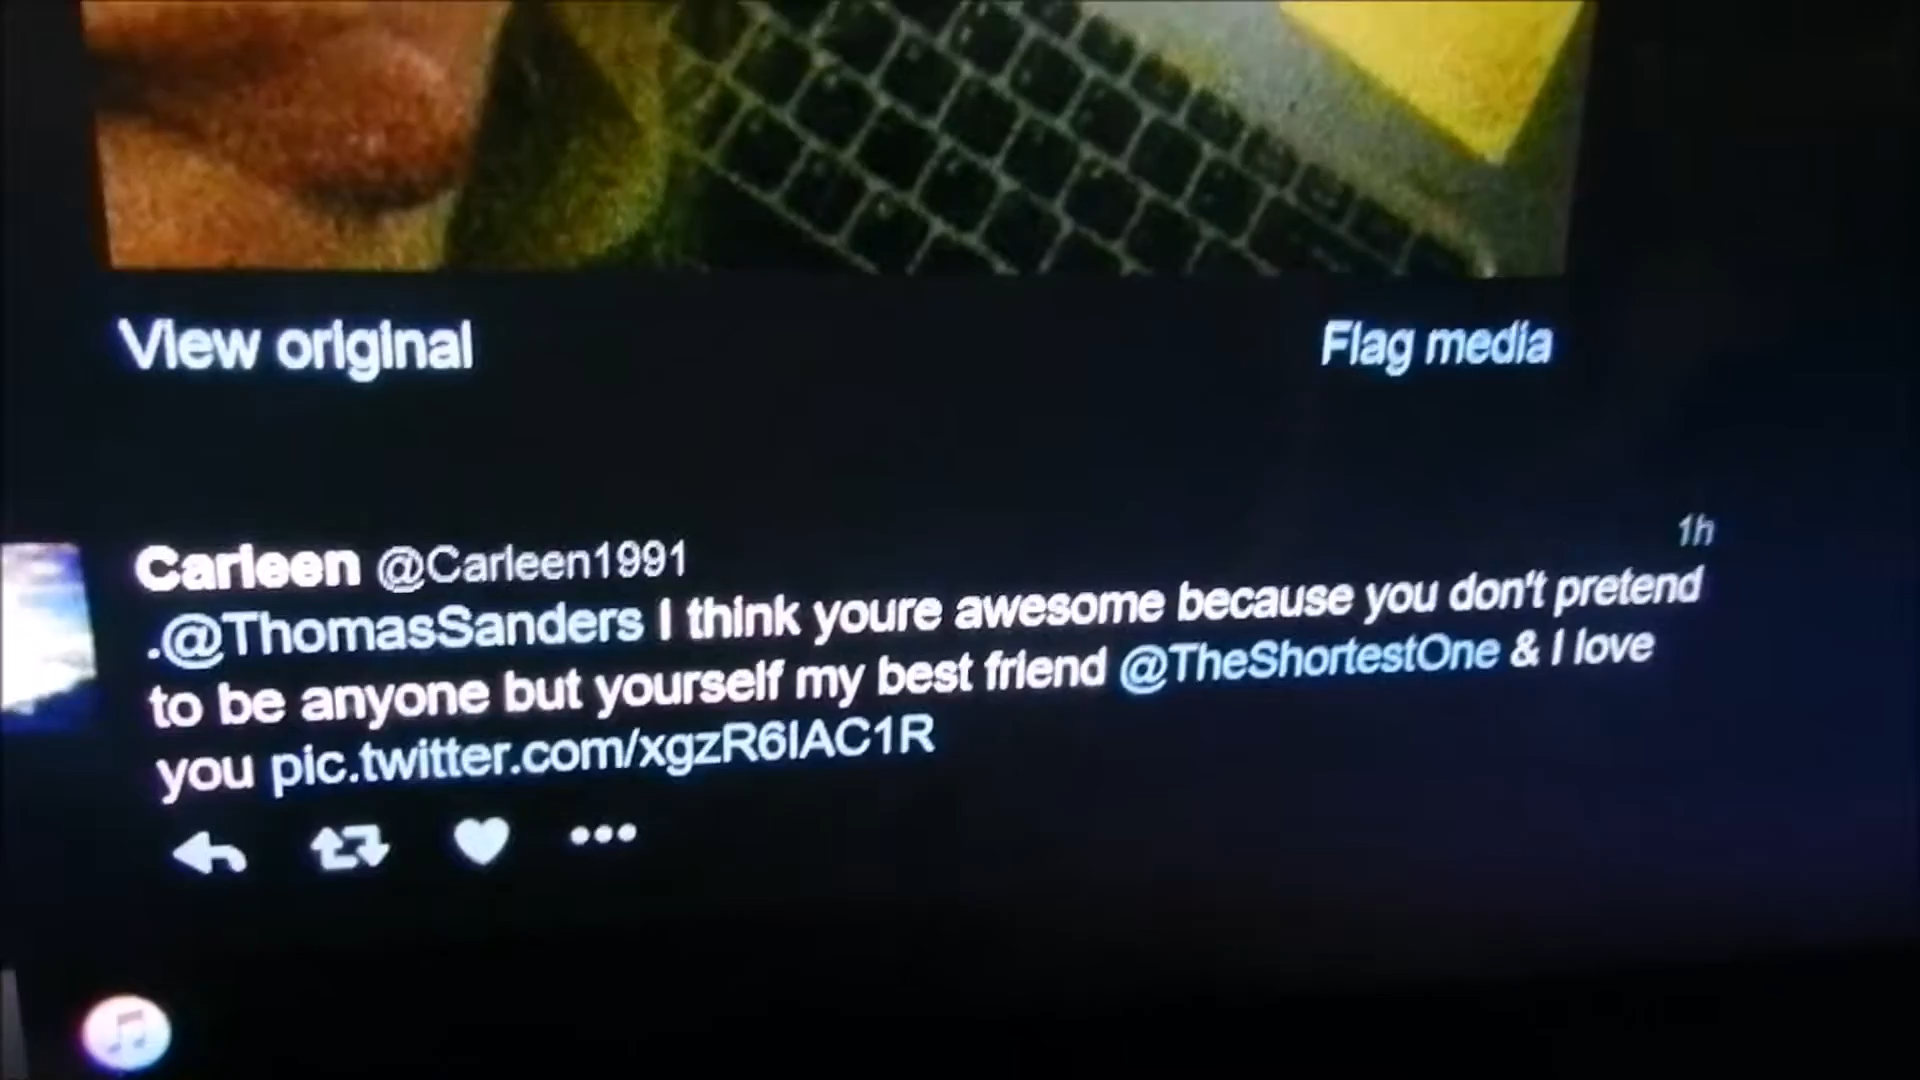 View original
Flag media
Carleen @Carleen1991
1h
.@ThomasSanders I think youre awesome because you don't pretend
to be anyone but yourself my best friend @TheShortestOne & I love
you pic.twitter.com/xgzR6IAC1R